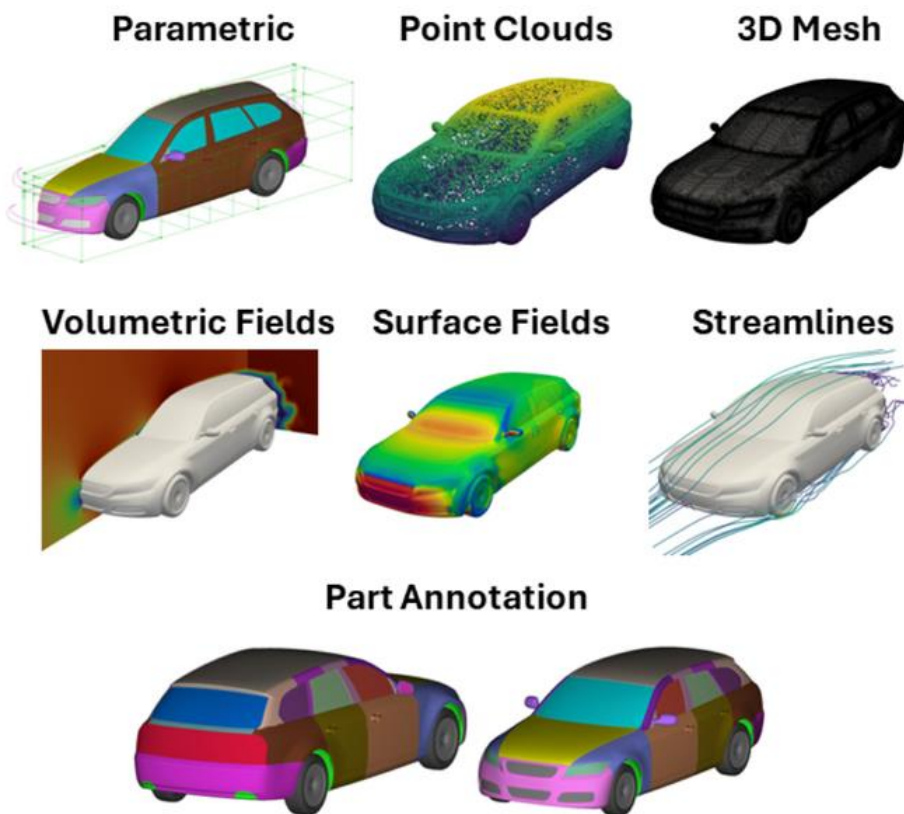 Parametric
Point Clouds
3D Mesh
Volumetric Fields
Surface Fields
Streamlines
Part Annotation